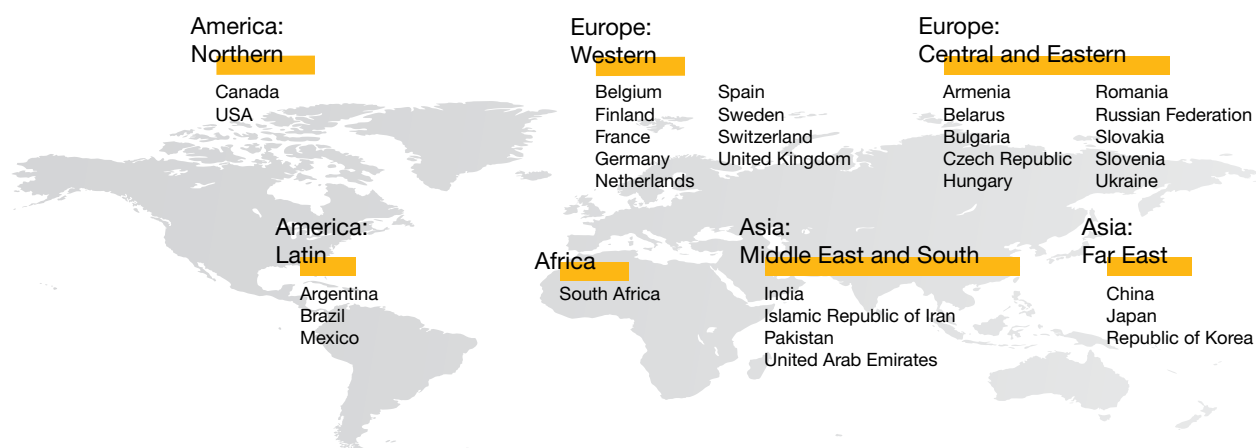 America:
Northern
Canada
USA
Europe:
Western
Belgium
Finland
France
Germany
Netherlands
Spain
Sweden
Switzerland
United Kingdom
Europe:
Central and Eastern
Armenia
Belarus
Bulgaria
Czech Republic
Hungary
Romania
Russian Federation
Slovakia
Slovenia
Ukraine
America:
Latin
Argentina
Brazil
Mexico
Africa
South Africa
Asia:
Middle East and South
India
Islamic Republic of Iran
Pakistan
United Arab Emirates
Asia:
Far East
China
Japan
Republic of Korea